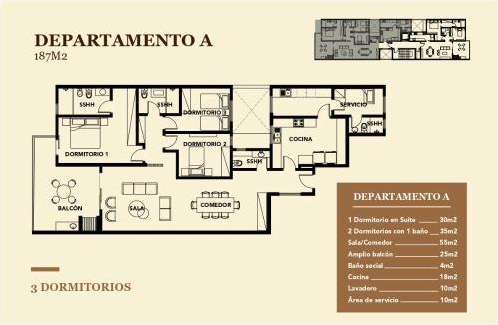 DEPARTAMENTO A
187M2
SSHH
SSHH
DORMITORIO 3
SERVICIO
SSHH
DORMITORIO 1
DORMITORIO 2
COCINA
SSHH
BALCÓN
SALA
COMEDOR
DEPARTAMENTO A
1 Dormitorio en Suite 30m2
2 Dormitorios con 1 baño 35m2
Sala/Comedor 55m2
Amplio balcón 25m2
Baño social 4m2
Cocina 18m2
Lavadero 10m2
Área de servicio 10m2
3 DORMITORIOS